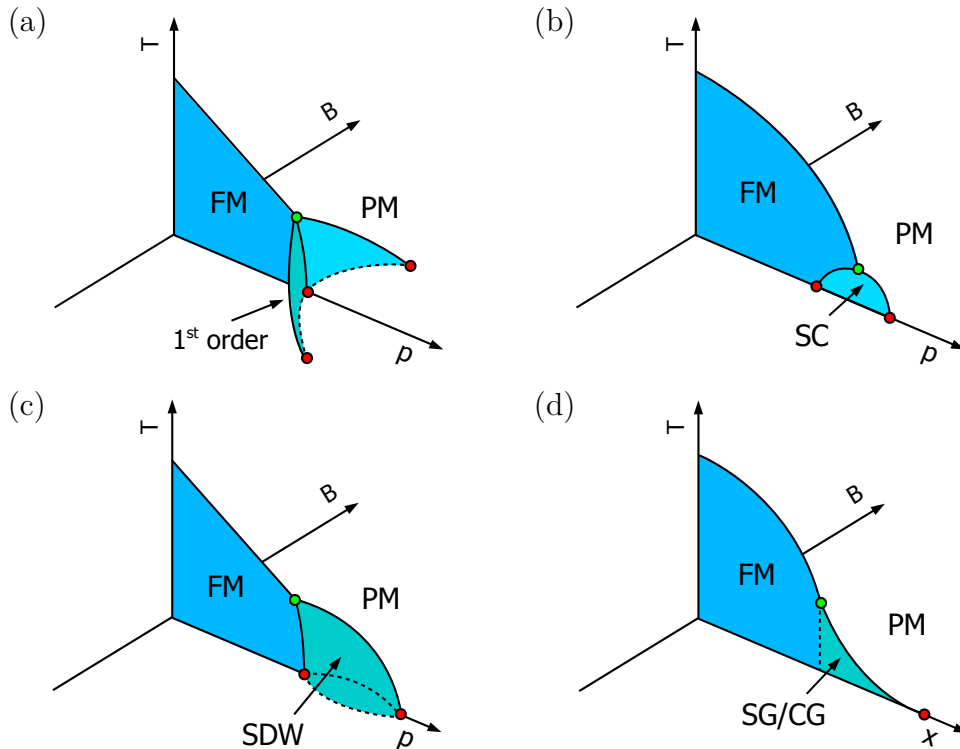 (a)
T
B
FM
PM
1st order
p
(b)
T
B
FM
PM
SC
p
(c)
T
B
FM
PM
SDW
p
(d)
T
B
FM
PM
SG/CG
x